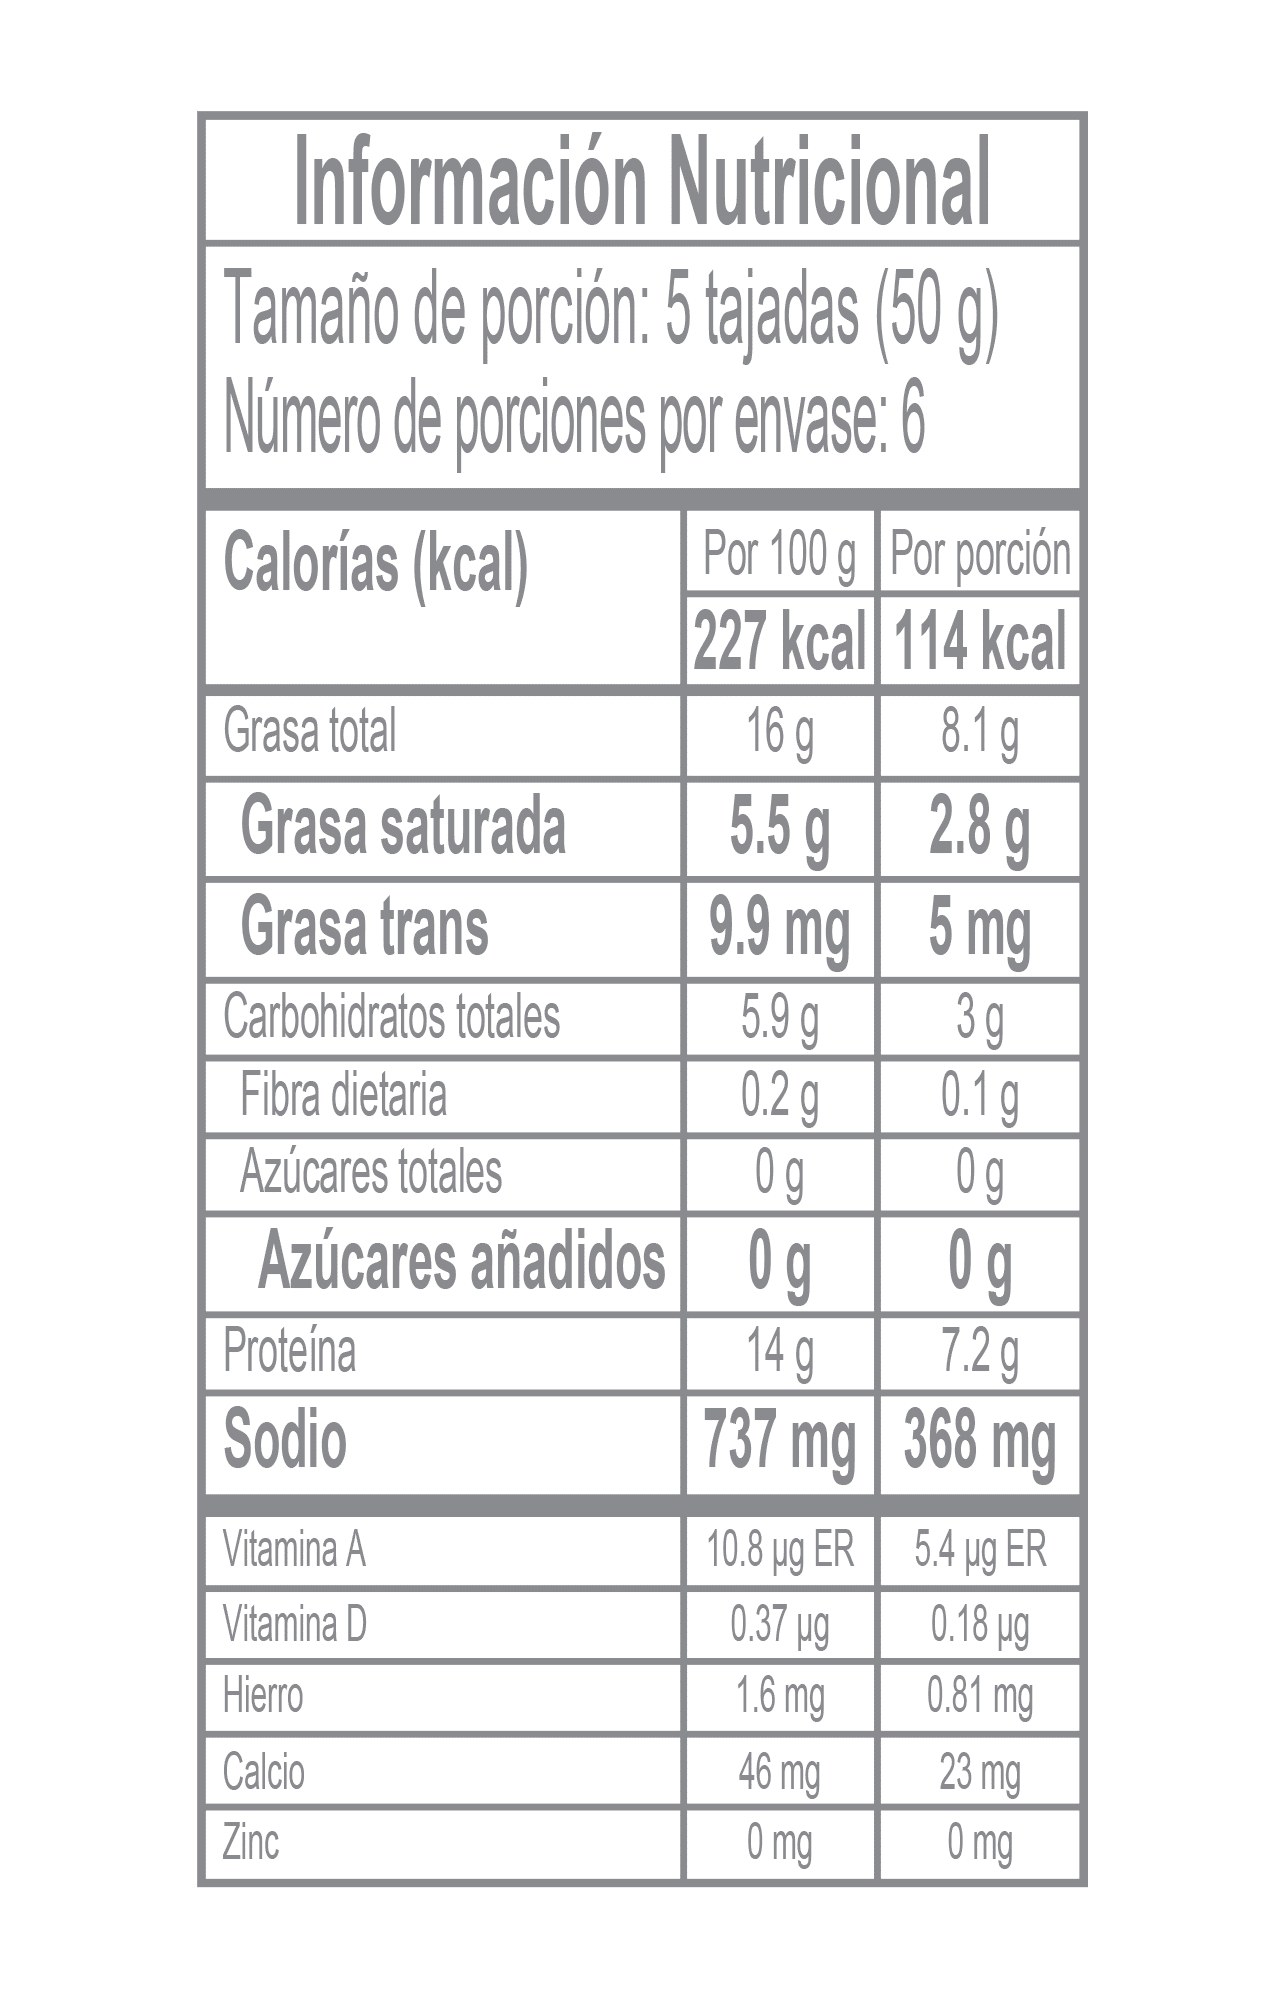 Información Nutricional
Tamaño de porción: 5 tajadas (50 g)
Número de porciones por envase: 6
Calorías (kcal) Por 100 g Por porción
227 kcal 114 kcal
Grasa total 16 g 8.1 g
Grasa saturada 5.5 g 2.8 g
Grasa trans 9.9 mg 5 mg
Carbohidratos totales 5.9 g 3 g
Fibra dietaria 0.2 g 0.1 g
Azúcares totales 0 g 0 g
Azúcares añadidos 0 g 0 g
Proteína 14 g 7.2 g
Sodio 737 mg 368 mg
Vitamina A 10.8 µg ER 5.4 µg ER
Vitamina D 0.37 µg 0.18 µg
Hierro 1.6 mg 0.81 mg
Calcio 46 mg 23 mg
Zinc 0 mg 0 mg